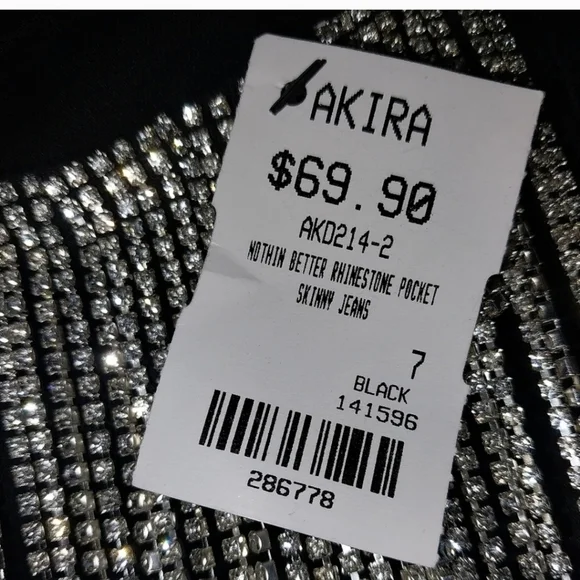 AKIRA
$69.90
AKD214-2
NOTHIN BETTER RHINESTONE POCKET
SKINNY JEANS
7
BLACK
141596
286778